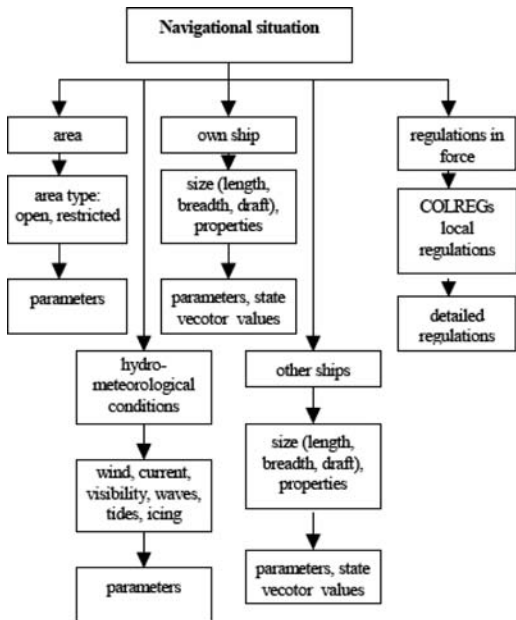 Navigational situation
area
own ship
regulations in
force
area type:
open, restricted
size (length,
breadth, draft),
properties
COLREGs
local
regulations
parameters
parameters, state
vecotor values
detailed
regulations
hydro-
meteorological
conditions
other ships
wind, current,
visibility, waves,
tides, icing
size (length,
breadth, draft),
properties
parameters
parameters, state
vecotor values